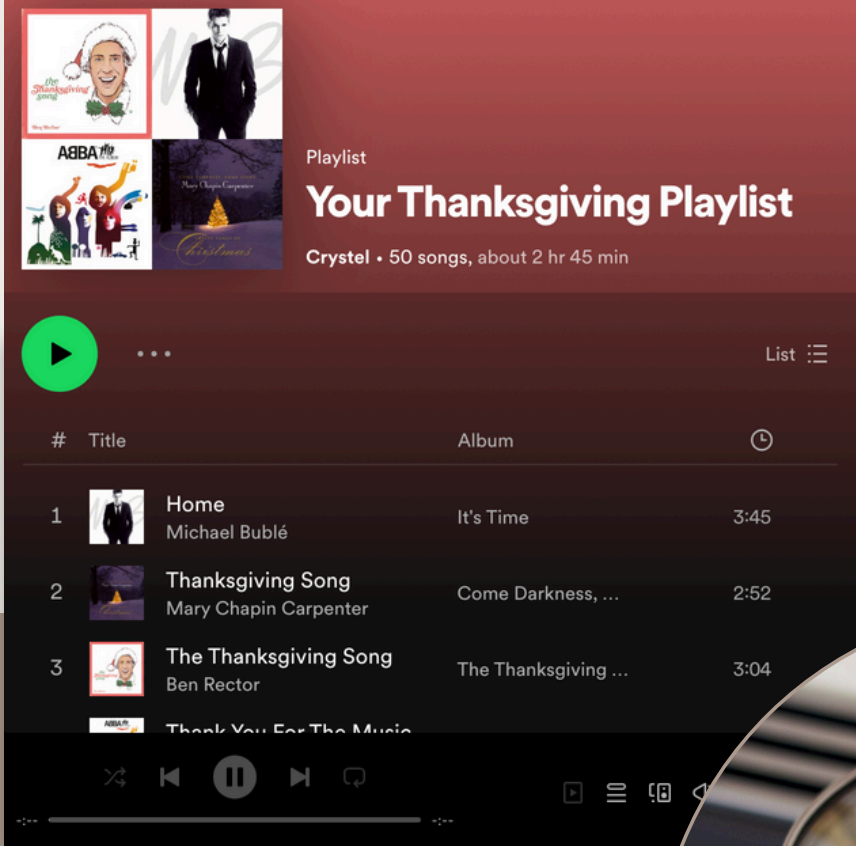 the
Thanksgiving
song
ABBA
Mary Chapin Carpenter
Christmas
Playlist
Your Thanksgiving Playlist
Crystel • 50 songs, about 2 hr 45 min
List
# Title Album
1 Home It's Time 3:45
Michael Bublé
2 Thanksgiving Song Come Darkness, ... 2:52
Mary Chapin Carpenter
3 The Thanksgiving Song The Thanksgiving ... 3:04
Ben Rector
ABBA
Thank You For The Music
-:-- -:--